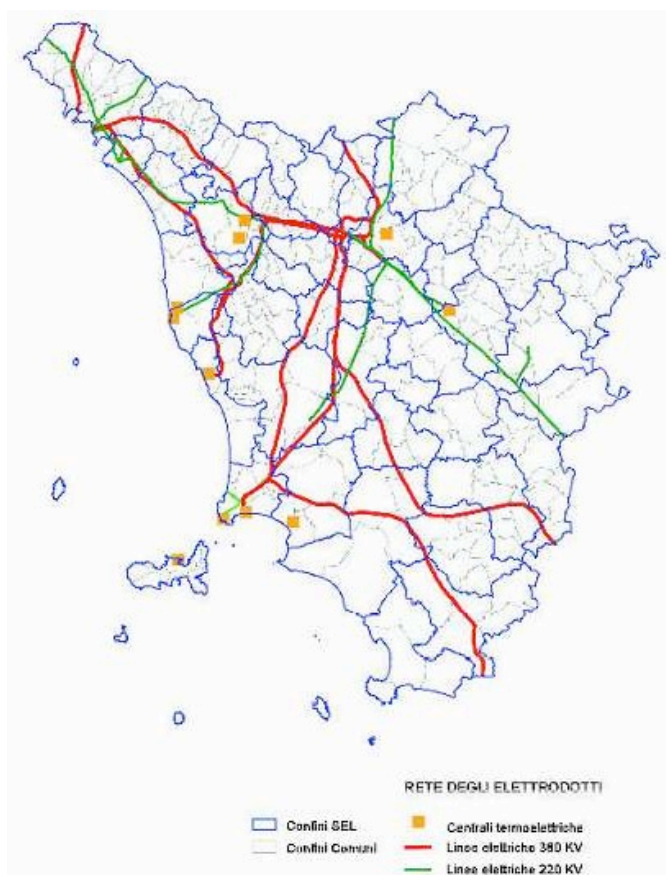 RETE DEGLI ELETTRODOTTI
Confini SEL
Confini Comuni
Centrali termoelettriche
Linee elettriche 380 KV
Linee elettriche 220 KV